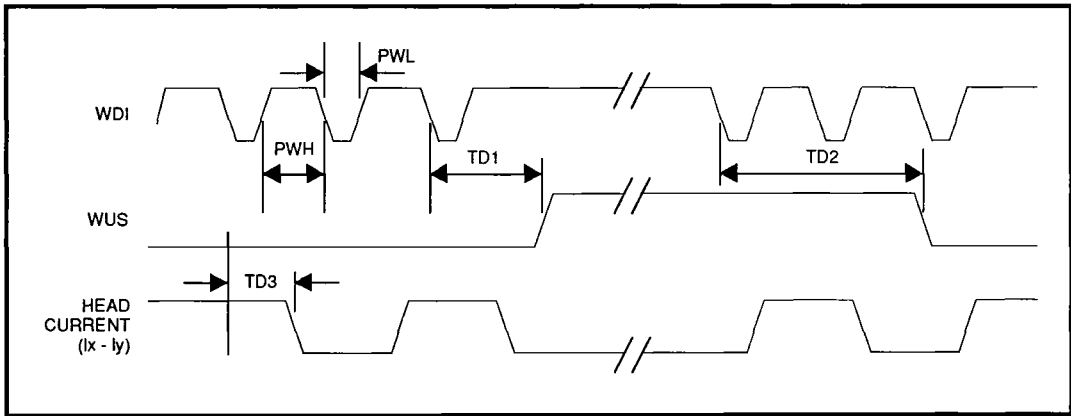 PWL
WDI
PWH
TD1
TD2
WUS
TD3
HEAD
CURRENT
(Ix - Iy)